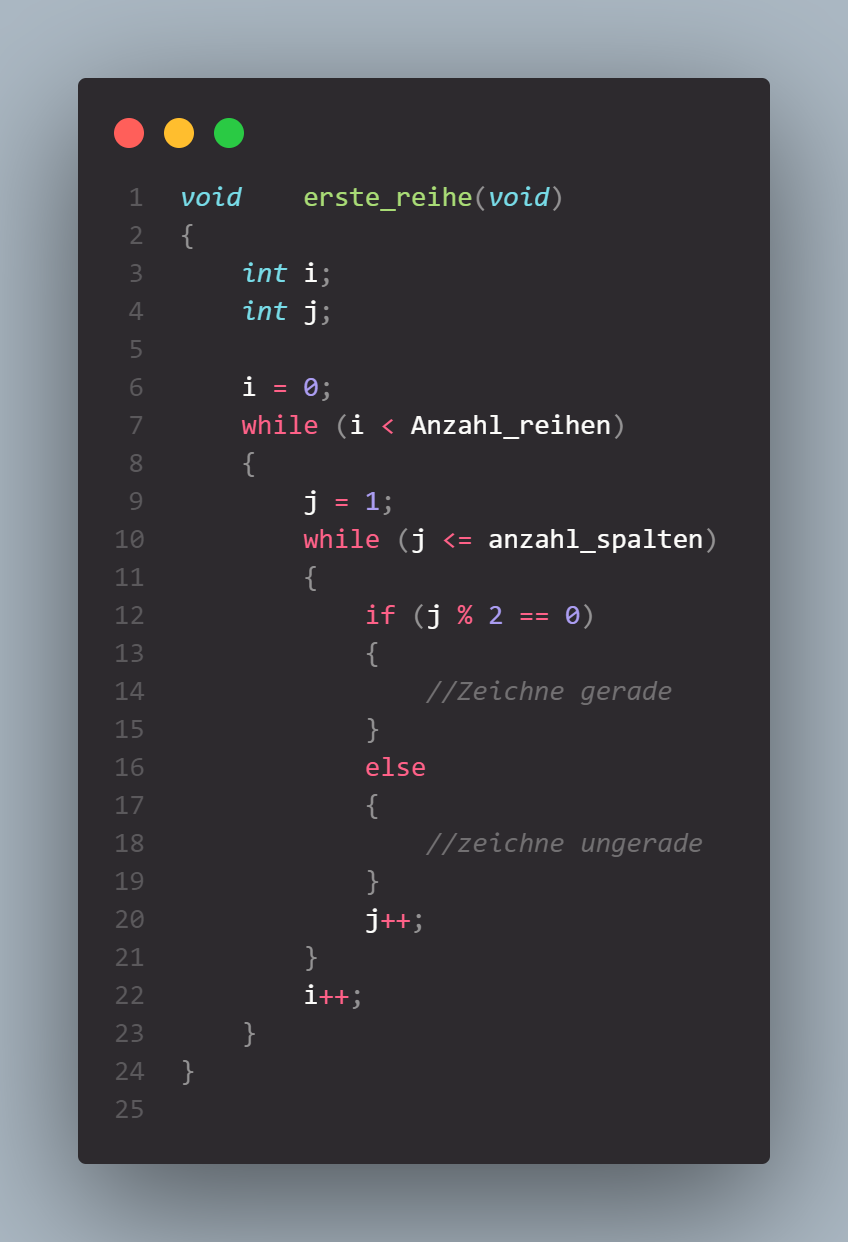 1 void    erste_reihe(void)
2 {
3     int i;
4     int j;
5
6     i = 0;
7     while (i < Anzahl_reihen)
8     {
9         j = 1;
10         while (j <= anzahl_spalten)
11         {
12             if (j % 2 == 0)
13             {
14                 //Zeichne gerade
15             }
16             else
17             {
18                 //zeichne ungerade
19             }
20             j++;
21         }
22         i++;
23     }
24 }
25